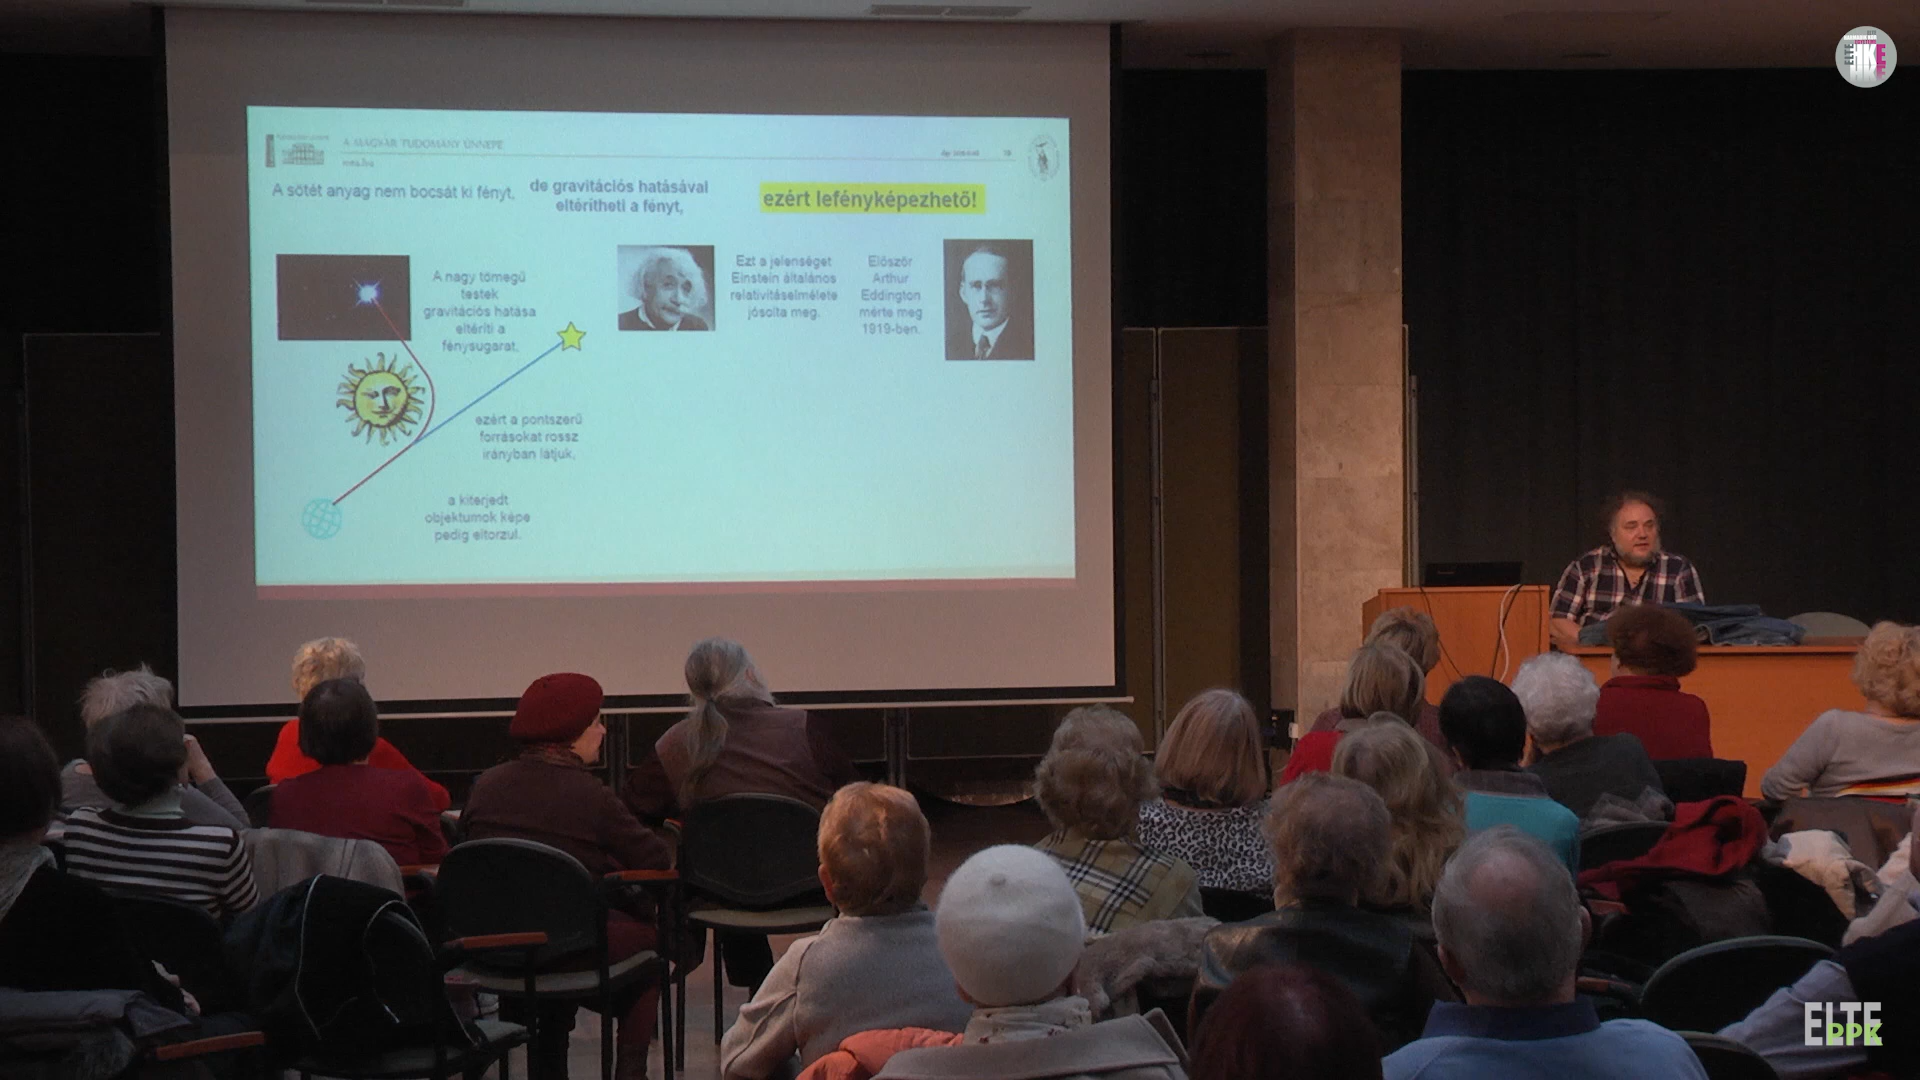 A MAGYAR TUDOMÁNY ÜNNEPE
A sötét anyag nem bocsát ki fényt,
de gravitációs hatásával
eltérítheti a fényt,
ezért lefényképezhető!
A nagy tömegű
testek
gravitációs hatása
eltéríti a
fénysugarat,
Ezt a jelenséget
Einstein általános
relativitáselmélete
jósolta meg.
Először
Arthur
Eddington
mérte meg
1919-ben.
ezért a pontszerű
forrásokat rossz
irányban látjuk,
a kiterjedt
objektumok képe
pedig eltorzul.
ELTE
ELTE
PPK